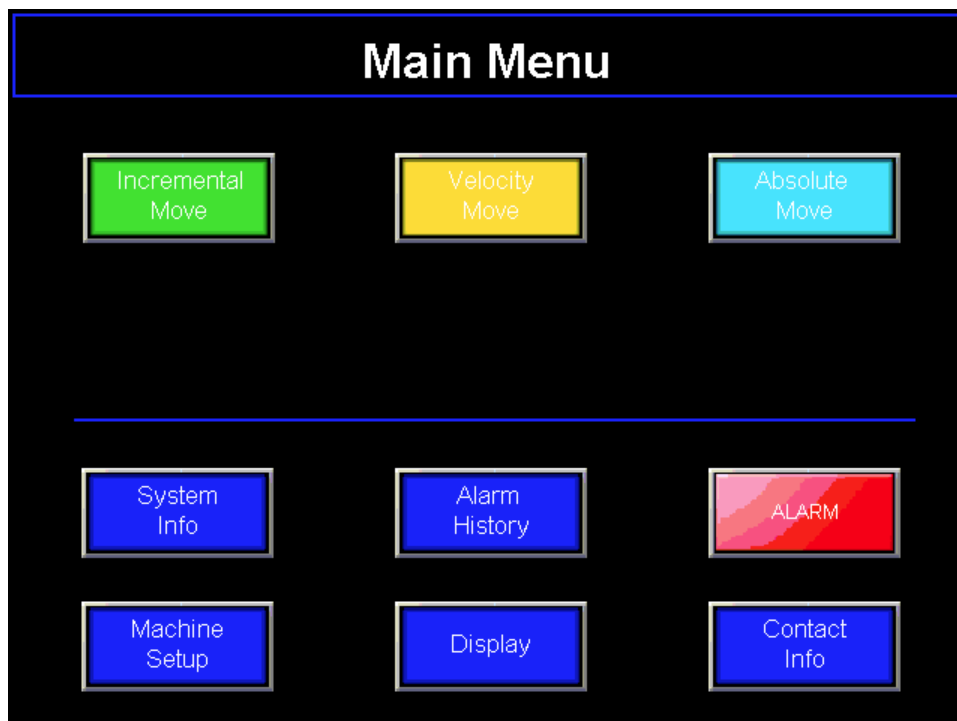 Main Menu
Incremental
Move
Velocity
Move
Absolute
Move
System
Info
Alarm
History
ALARM
Machine
Setup
Display
Contact
Info